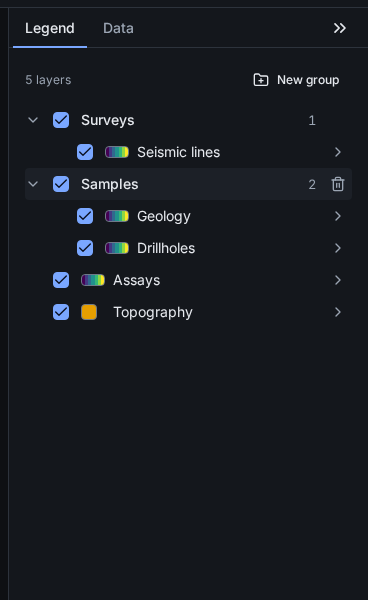 Legend Data
5 layers New group
Surveys 1
Seismic lines
Samples 2
Geology
Drillholes
Assays
Topography